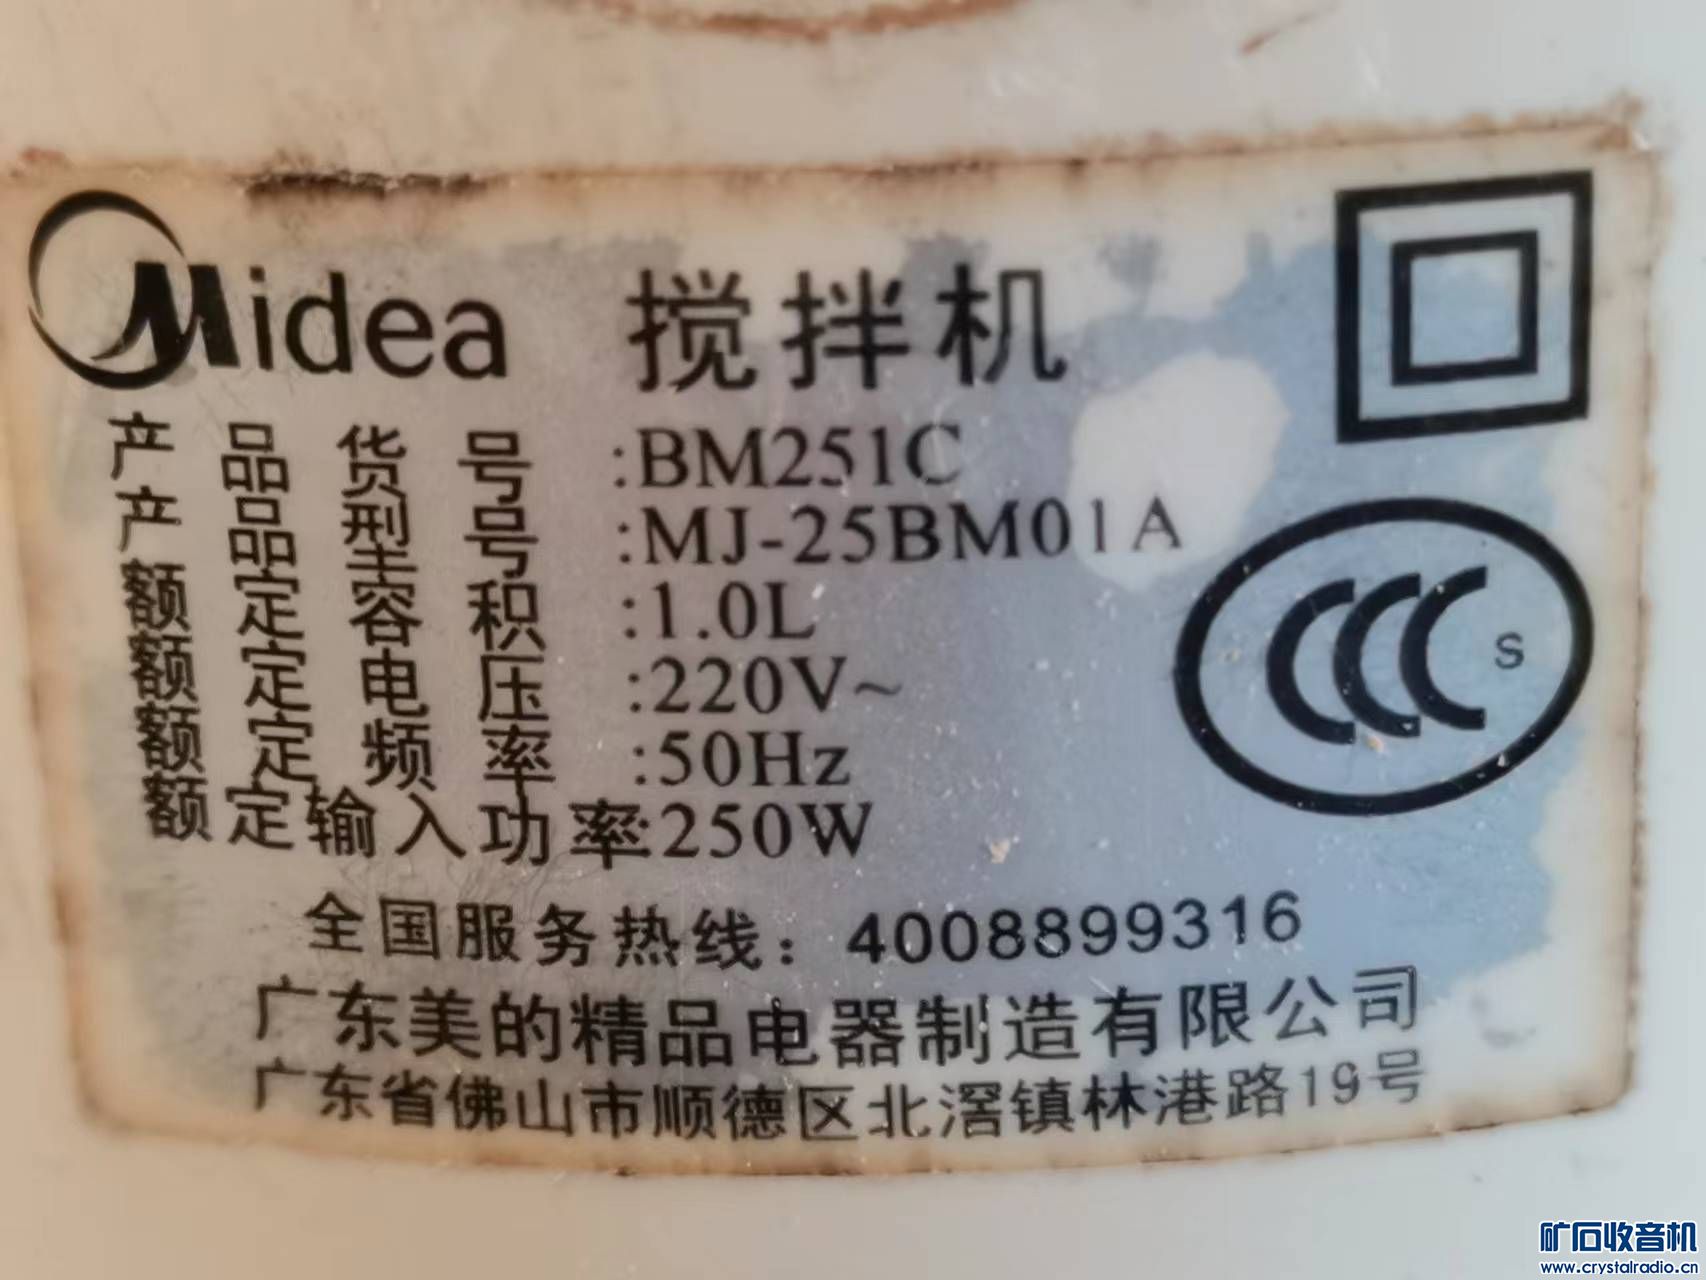 Midea 搅拌机
产品货号:BM251C
产品型号:MJ-25BM01A
额定容积:1.0L
额定电压:220V~
额定定频率:50Hz
额定输入功率:250W
CCC S
全国服务热线：4008899316
广东美的精品电器制造有限公司
广东省佛山市顺德区北滘镇林港路19号
矿石收音机
www.crystalradio.cn